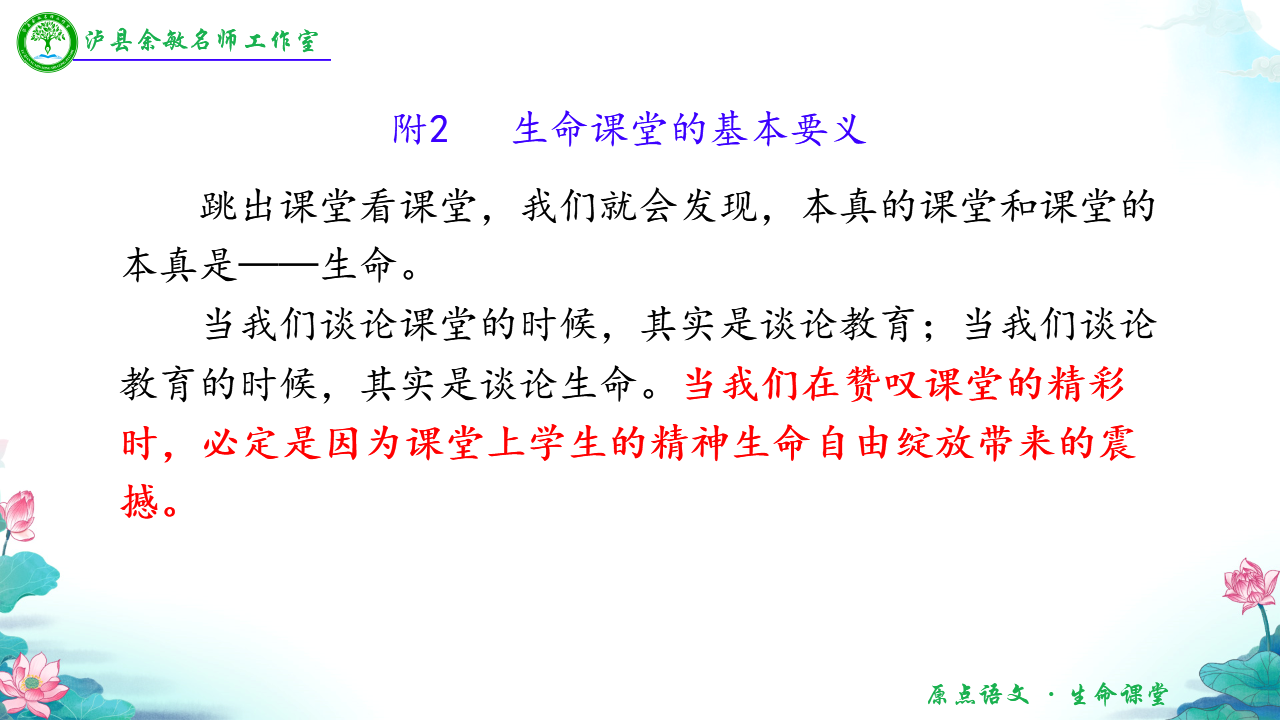 泸县余敏名师工作室
附2 生命课堂的基本要义
跳出课堂看课堂，我们就会发现，本真的课堂和课堂的
本真是——生命。
当我们谈论课堂的时候，其实是谈论教育；当我们谈论
教育的时候，其实是谈论生命。当我们在赞叹课堂的精彩
时，必定是因为课堂上学生的精神生命自由绽放带来的震
撼。
原点语文 · 生命课堂